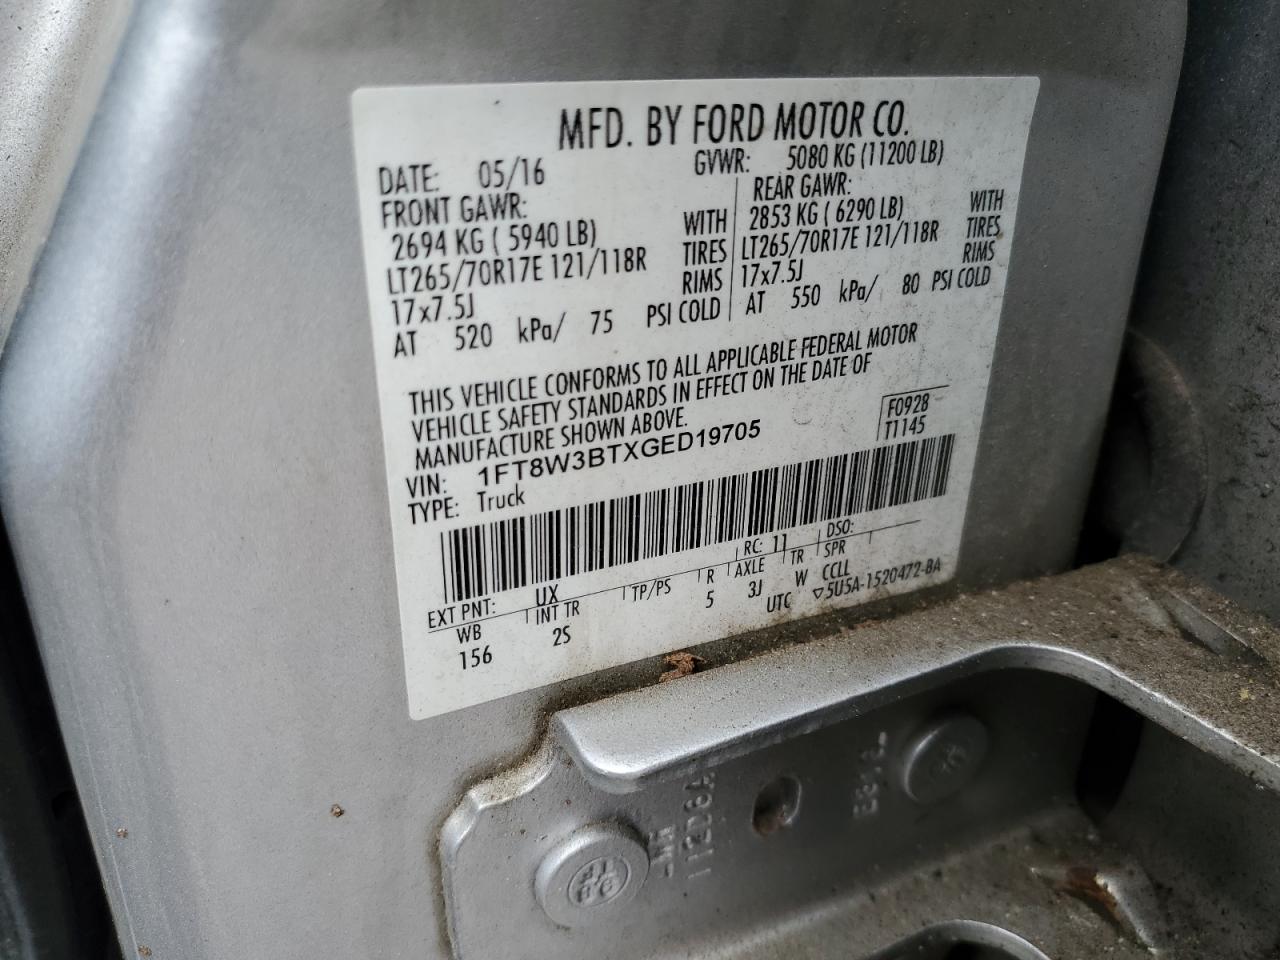 MFD. BY FORD MOTOR CO.
DATE: 05/16
GVWR: 5080 KG (11200 LB)
FRONT GAWR:
2694 KG ( 5940 LB) WITH
LT265/70R17E 121/118R TIRES
17x7.5J RIMS
AT 520 kPa/ 75 PSI COLD
REAR GAWR:
2853 KG ( 6290 LB) WITH
LT265/70R17E 121/118R TIRES
17x7.5J RIMS
AT 550 kPa/ 80 PSI COLD
THIS VEHICLE CONFORMS TO ALL APPLICABLE FEDERAL MOTOR
VEHICLE SAFETY STANDARDS IN EFFECT ON THE DATE OF
MANUFACTURE SHOWN ABOVE.
F0928
T1145
VIN: 1FT8W3BTXGED19705
TYPE: Truck
EXT PNT: UX RC: 11 DSO:
WB INT TR TP/PS R AXLE TR SPR
156 2S 5 3J W CCLL
UTC ▽5U5A-1520472-BA